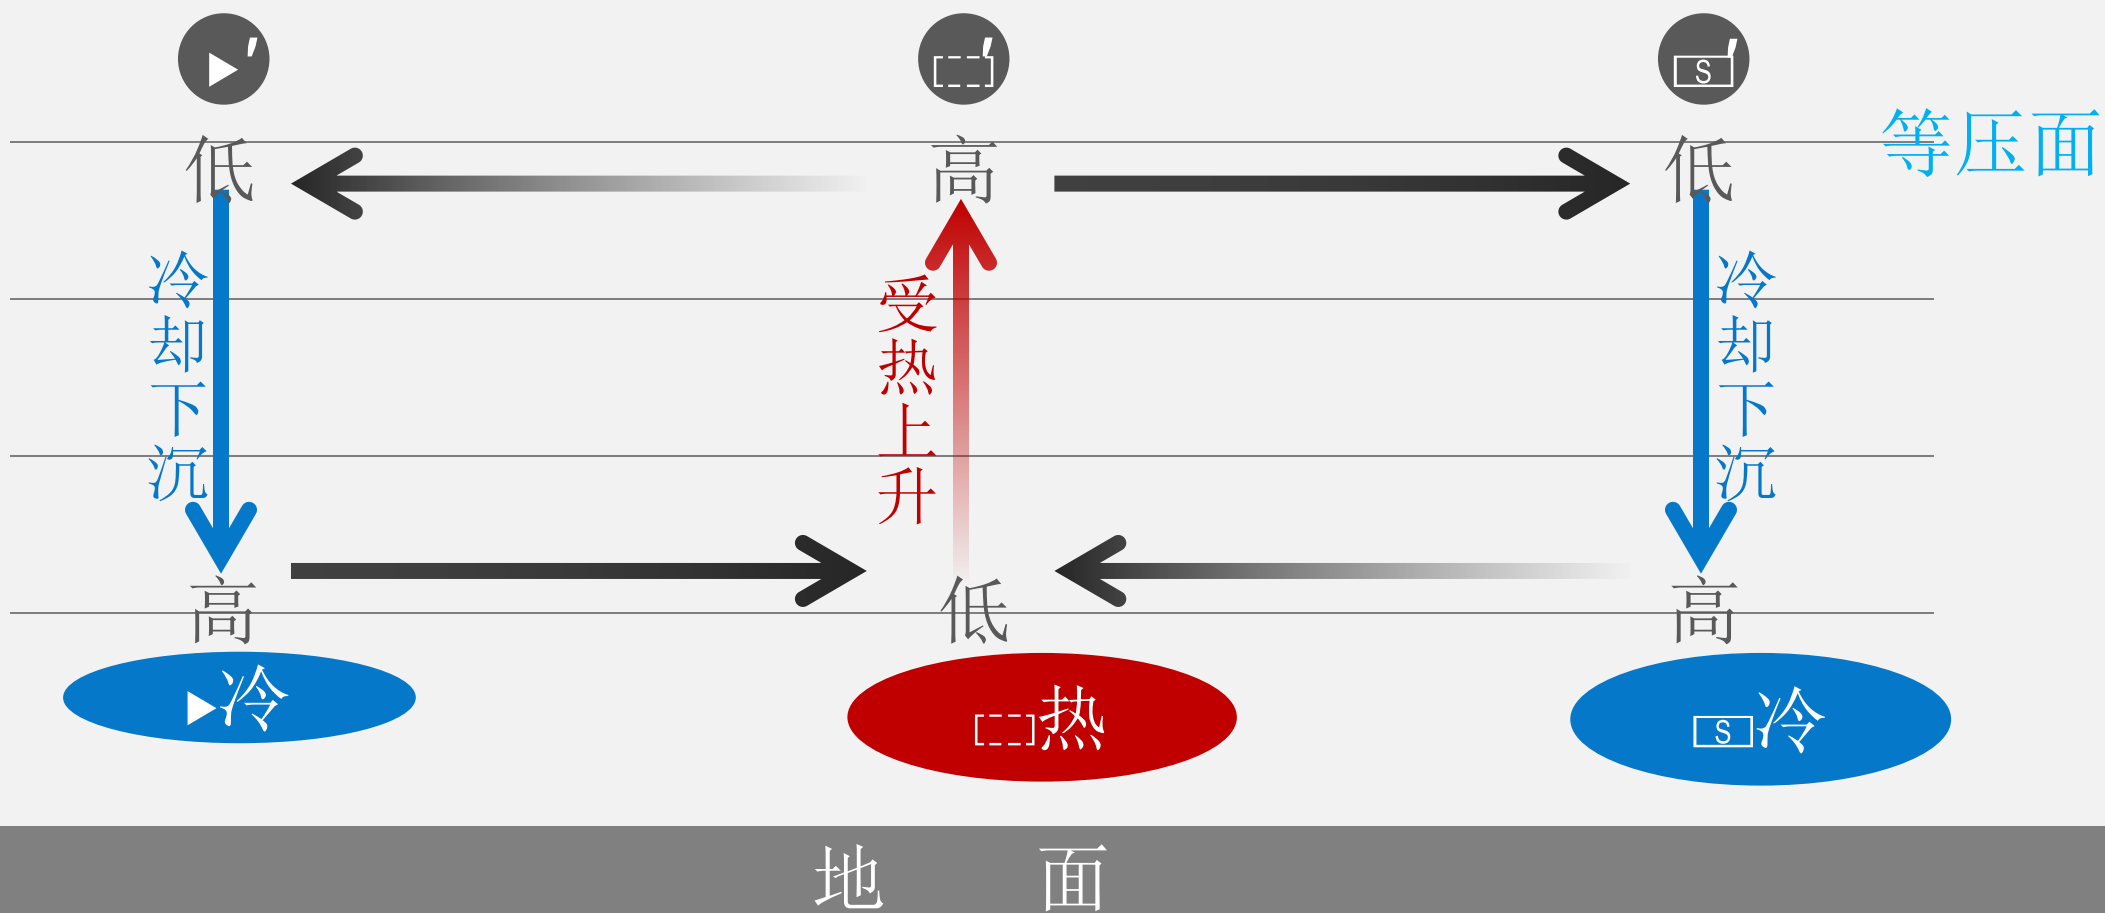 ▶′
′
S′
等压面
低
高
低
冷却下沉
受热上升
冷却下沉
高
低
高
▶冷
热
S冷
地 面